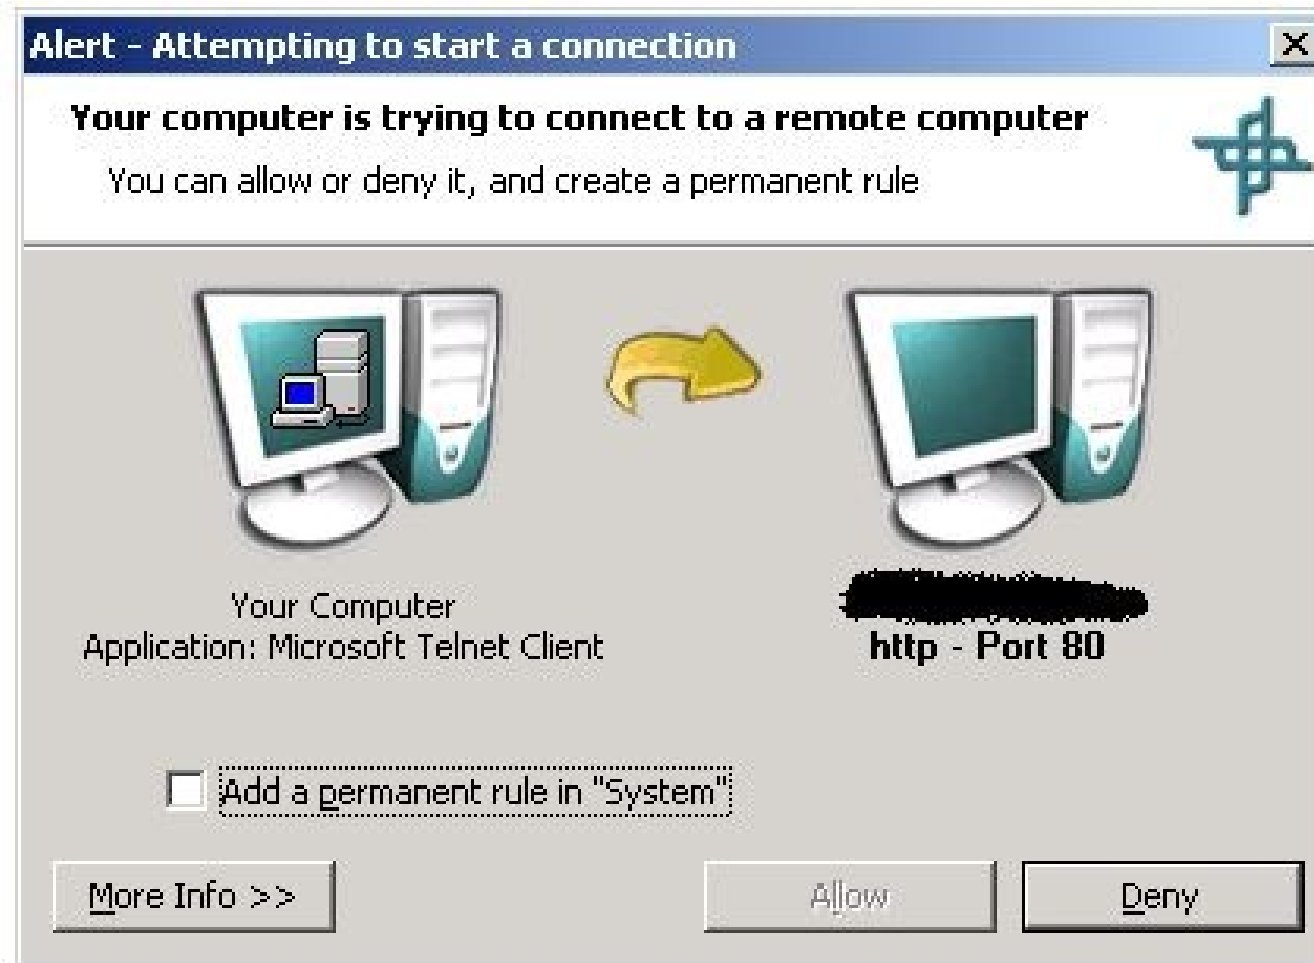 Alert - Attempting to start a connection
Your computer is trying to connect to a remote computer
You can allow or deny it, and create a permanent rule
Your Computer
Application: Microsoft Telnet Client
http - Port 80
Add a permanent rule in "System"
More Info >>
Allow
Deny